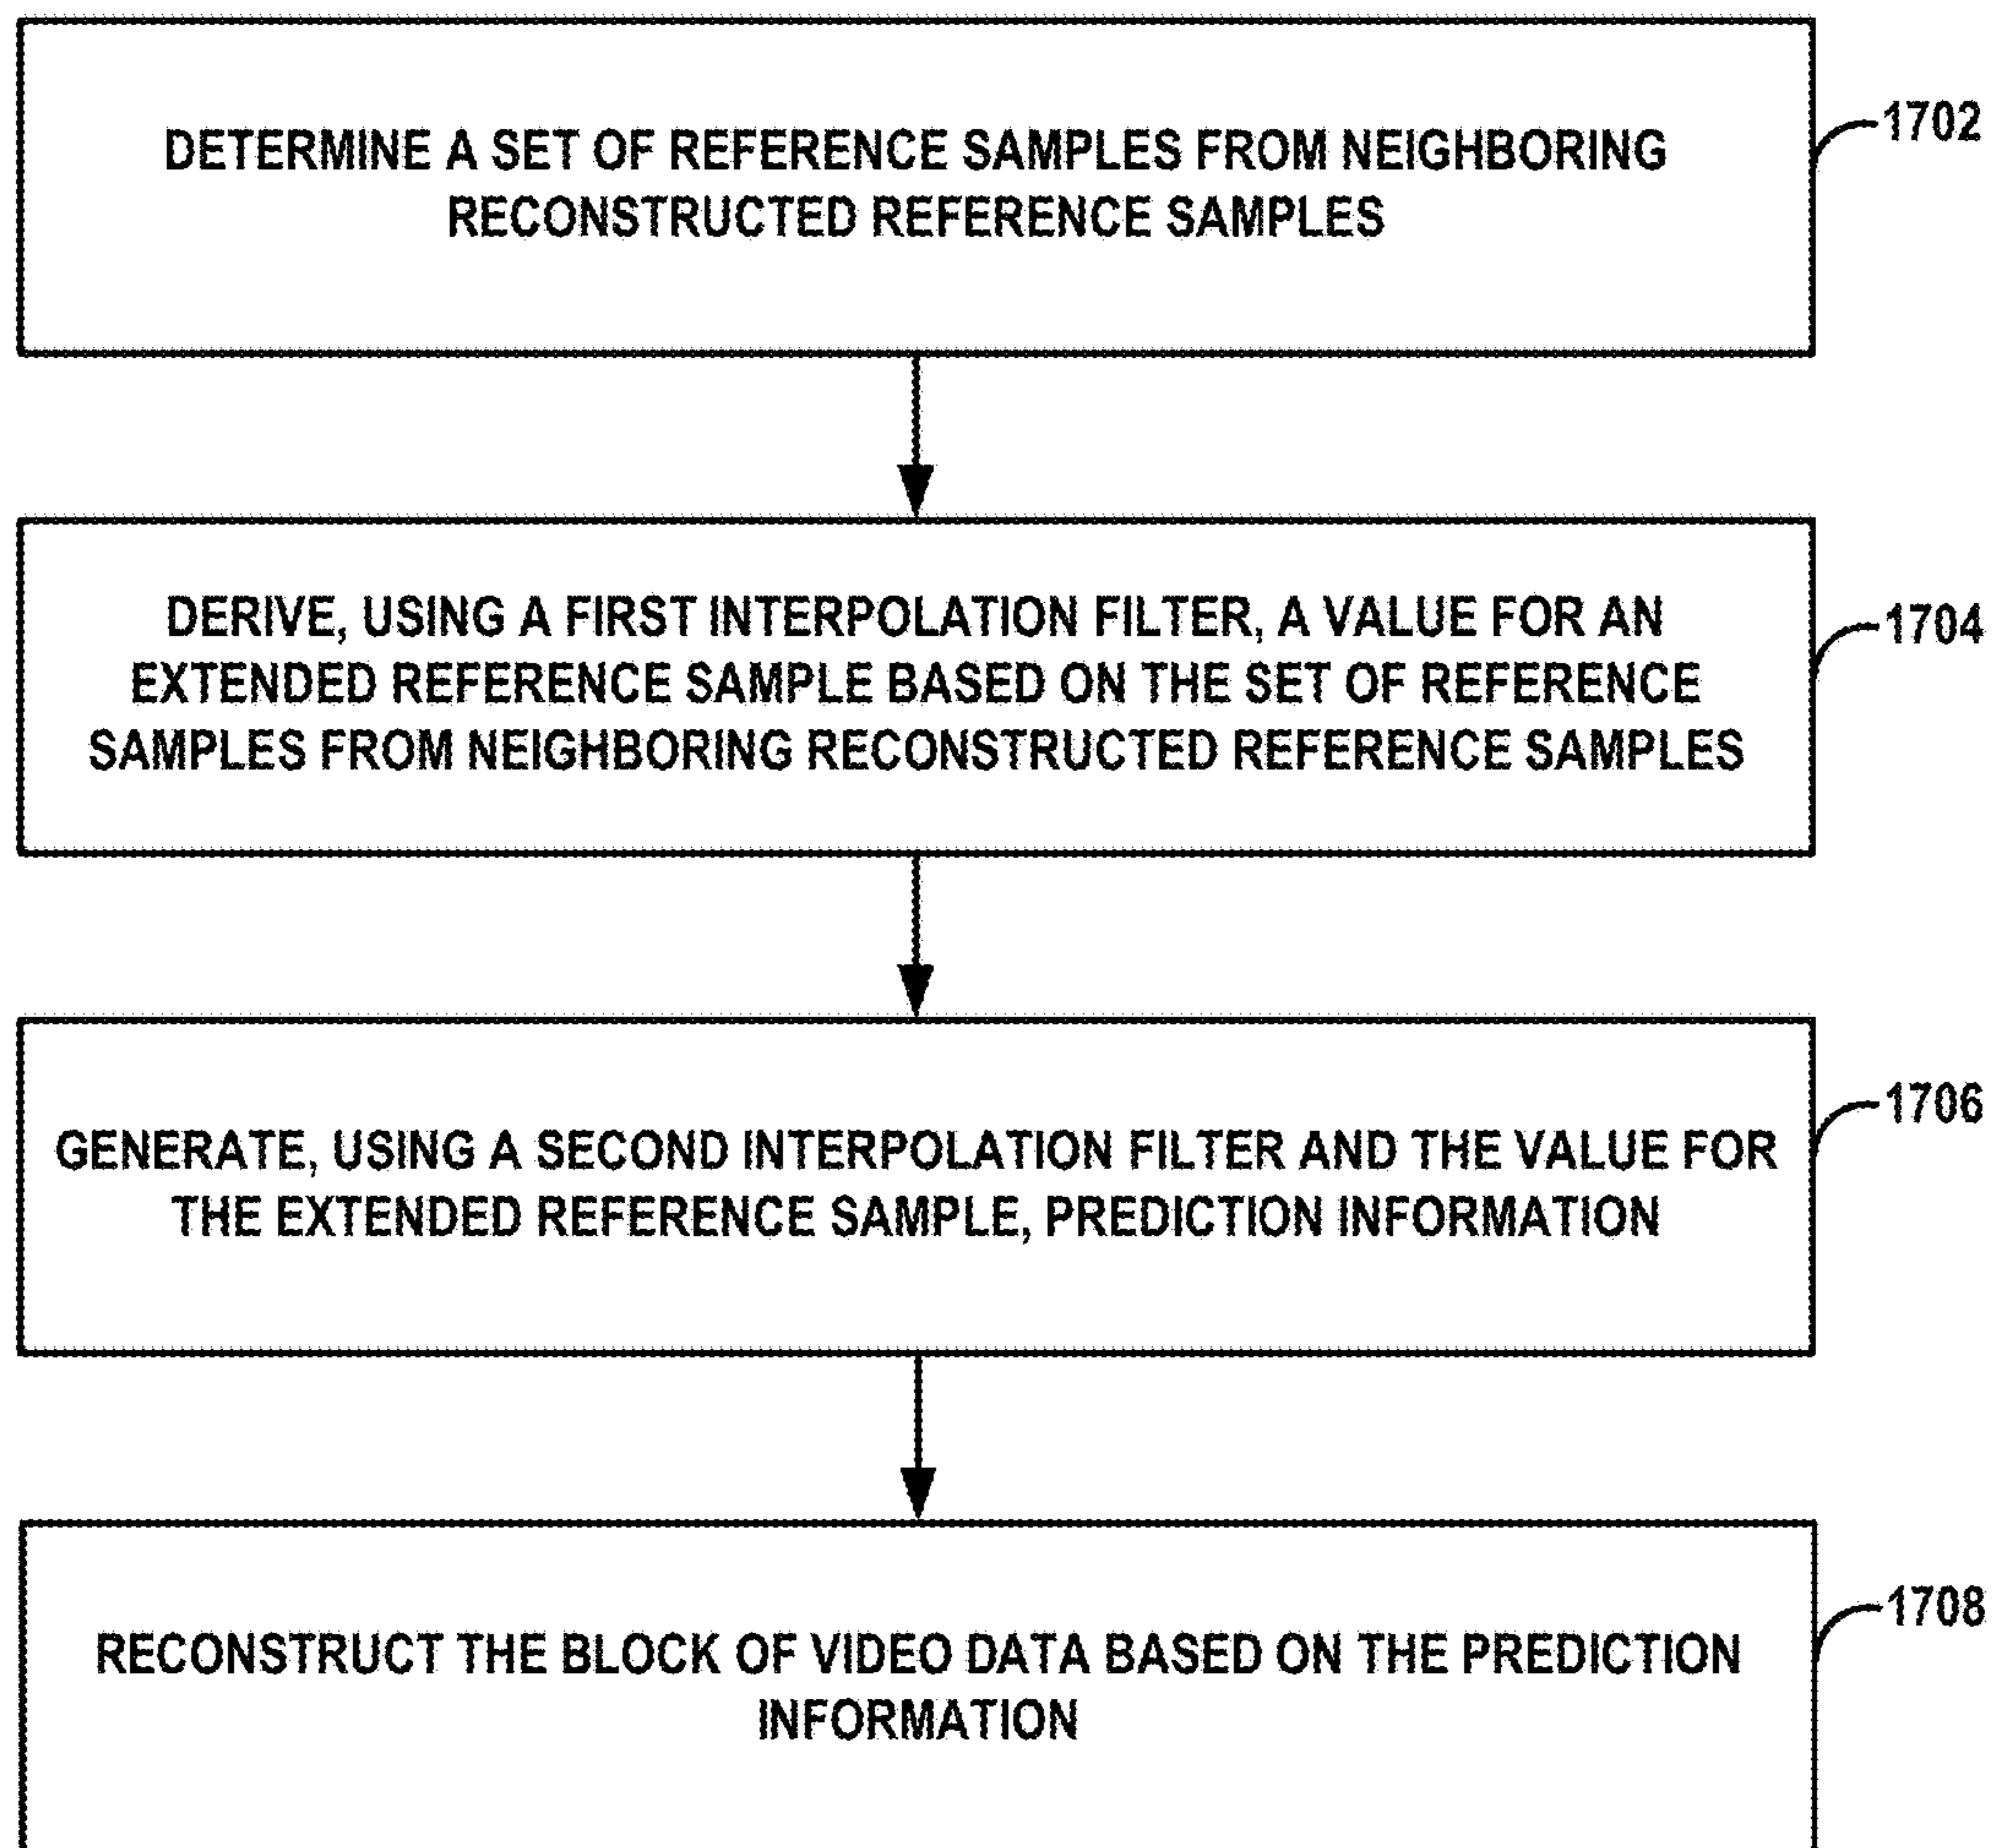 DETERMINE A SET OF REFERENCE SAMPLES FROM NEIGHBORING
RECONSTRUCTED REFERENCE SAMPLES
1702
DERIVE, USING A FIRST INTERPOLATION FILTER, A VALUE FOR AN
EXTENDED REFERENCE SAMPLE BASED ON THE SET OF REFERENCE
SAMPLES FROM NEIGHBORING RECONSTRUCTED REFERENCE SAMPLES
1704
GENERATE, USING A SECOND INTERPOLATION FILTER AND THE VALUE FOR
THE EXTENDED REFERENCE SAMPLE, PREDICTION INFORMATION
1706
RECONSTRUCT THE BLOCK OF VIDEO DATA BASED ON THE PREDICTION
INFORMATION
1708